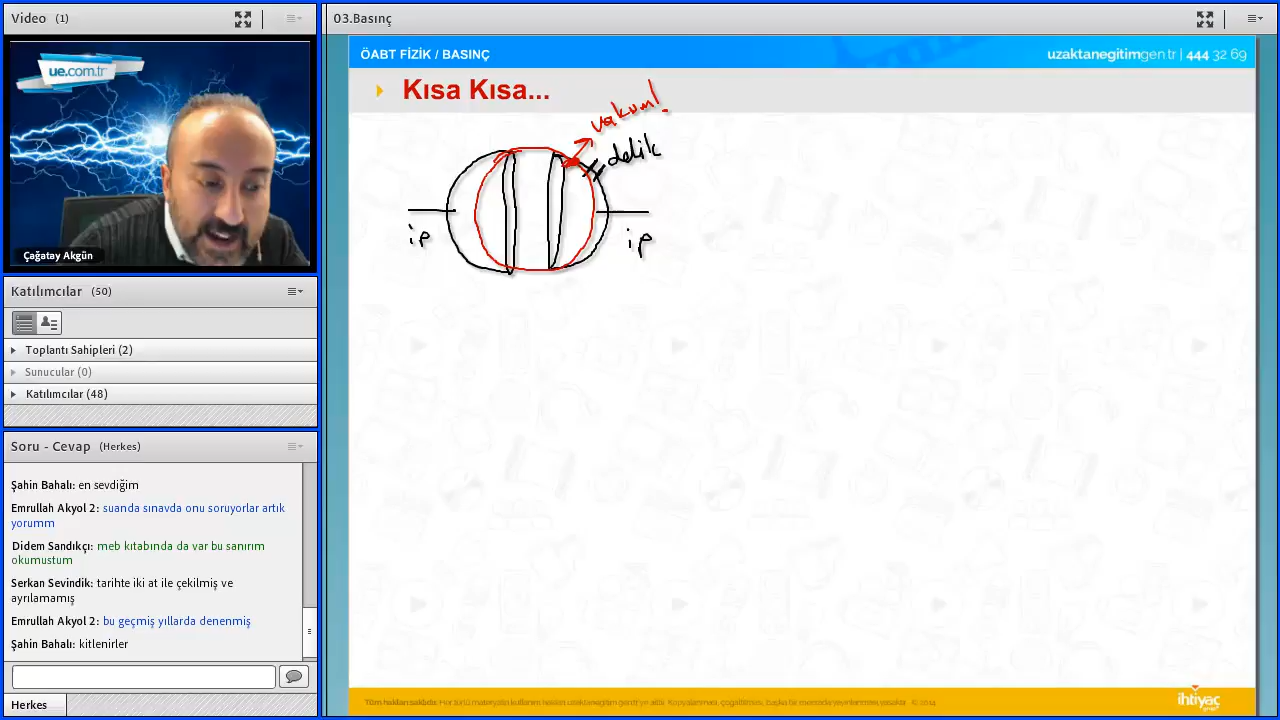 Video (1)
03.Basınç
ue.com.tr
ÖABT FİZİK / BASINÇ
uzaktanegitimgen tr | 444 32 69
Kısa Kısa...
vakum!
delik
ip
ip
Çağatay Akgün
Katılımcılar (50)
Toplantı Sahipleri (2)
Sunucular (0)
Katılımcılar (48)
Soru - Cevap (Herkes)
Şahin Bahalı: en sevdiğim
Emrullah Akyol 2: suanda sınavda onu soruyorlar artık
yorumm
Didem Sandıkçı: meb kıtabında da var bu sanırım
okumustum
Serkan Sevindik: tarihte iki at ile çekilmiş ve
ayrılamamış
Emrullah Akyol 2: bu geçmiş yıllarda denenmiş
Şahin Bahalı: kitlenirler
Herkes
Tüm hakları saklıdır.
ihtiyaç